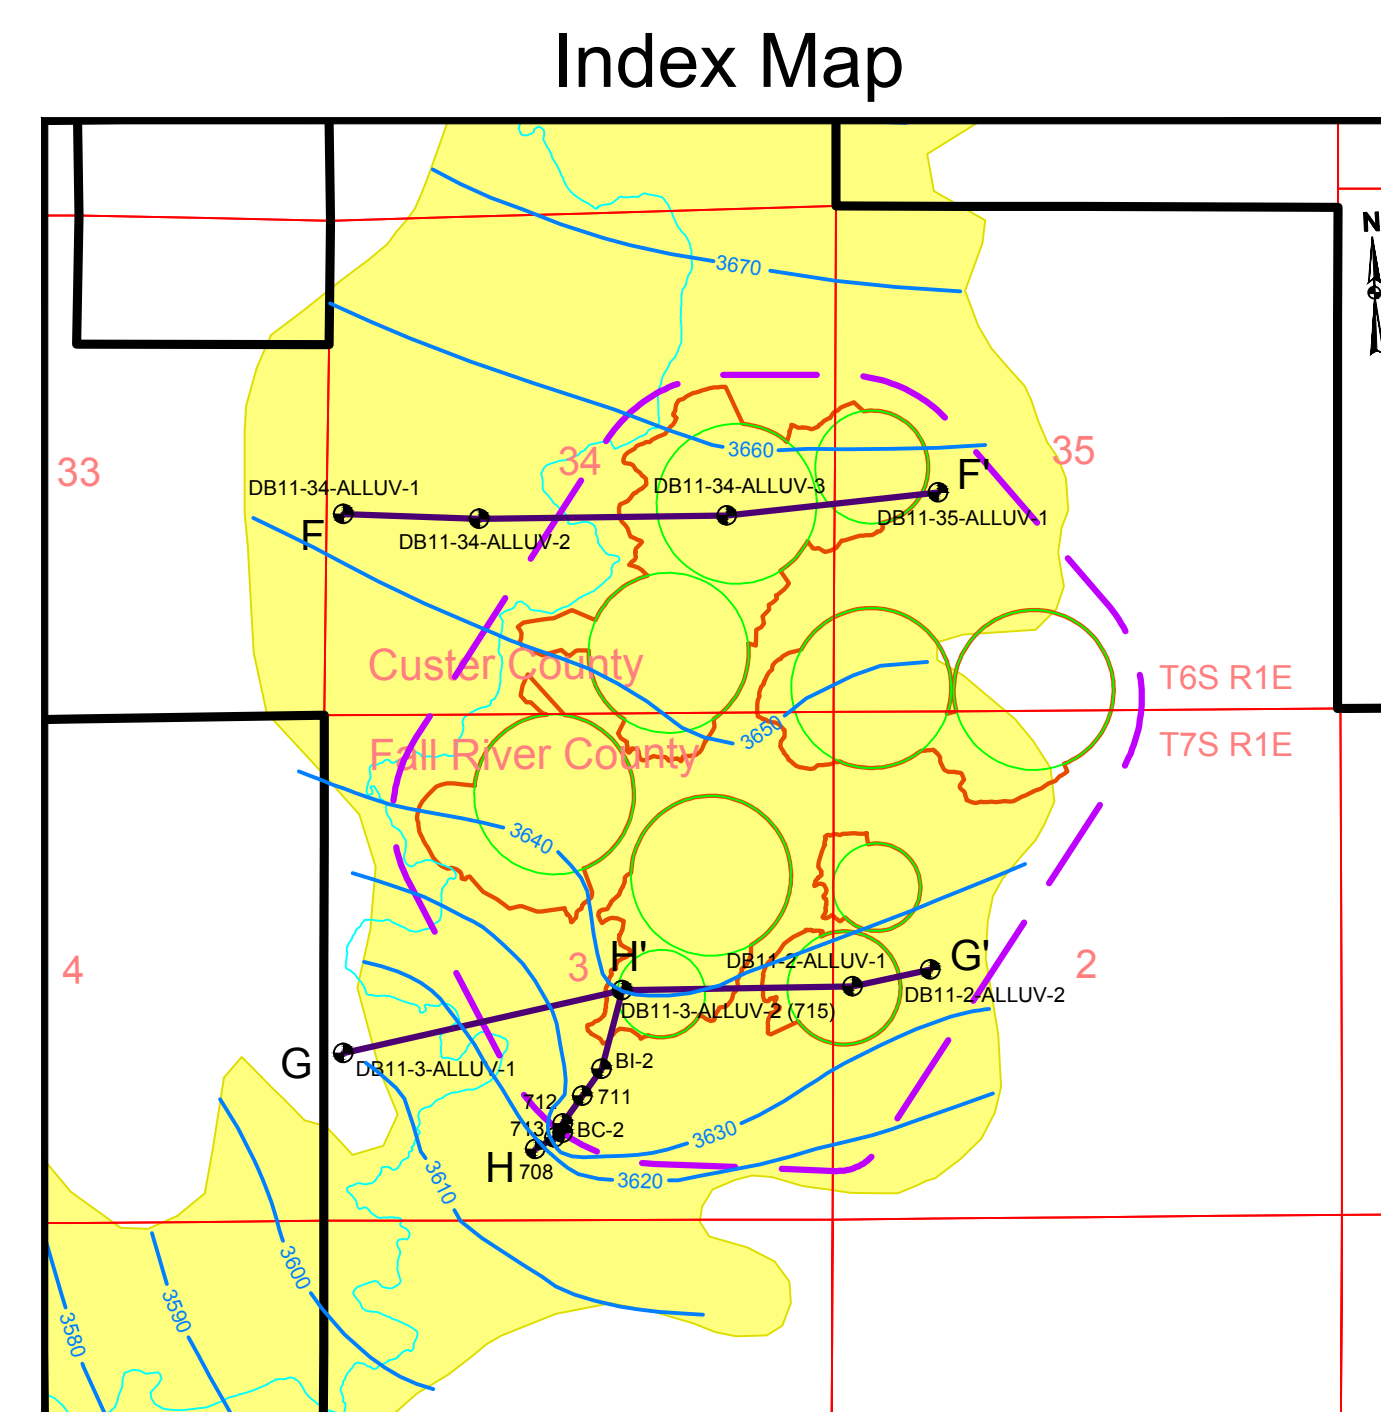 Index Map
N
3670
3660
33
34
35
DB11-34-ALLUV-1
DB11-34-ALLUV-3
F'
F
DB11-34-ALLUV-2
DB11-35-ALLUV-1
Custer County
T6S R1E
3650
Fall River County
T7S R1E
3640
4
3
H'
DB11-2-ALLUV-1
G'
2
DB11-2-ALLUV-2
DB11-3-ALLUV-2 (715)
G
DB11-3-ALLUV-1
BI-2
712
711
713
BC-2
3630
H
708
3620
3610
3600
3590
3580